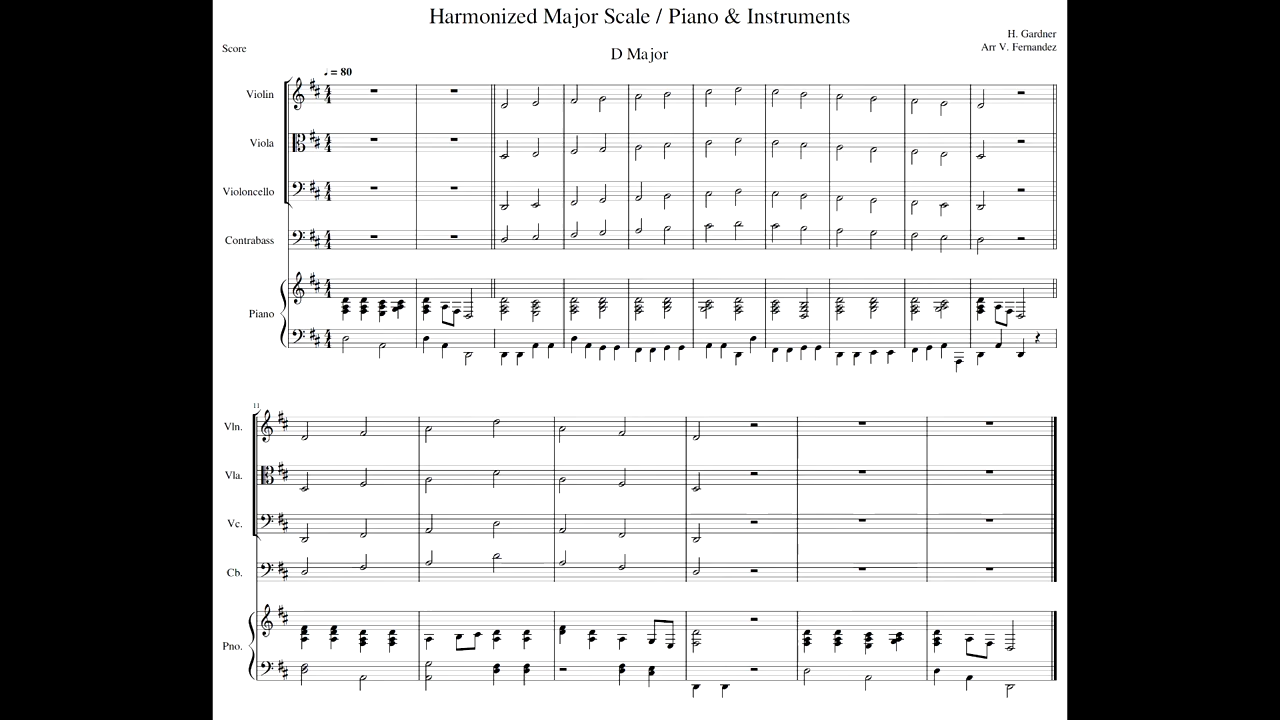 Harmonized Major Scale / Piano & Instruments
H. Gardner
Score
D Major
Arr V. Fernandez
♩ = 80
Violin
Viola
Violoncello
Contrabass
Piano
11
Vln.
Vla.
Vc.
Cb.
Pno.